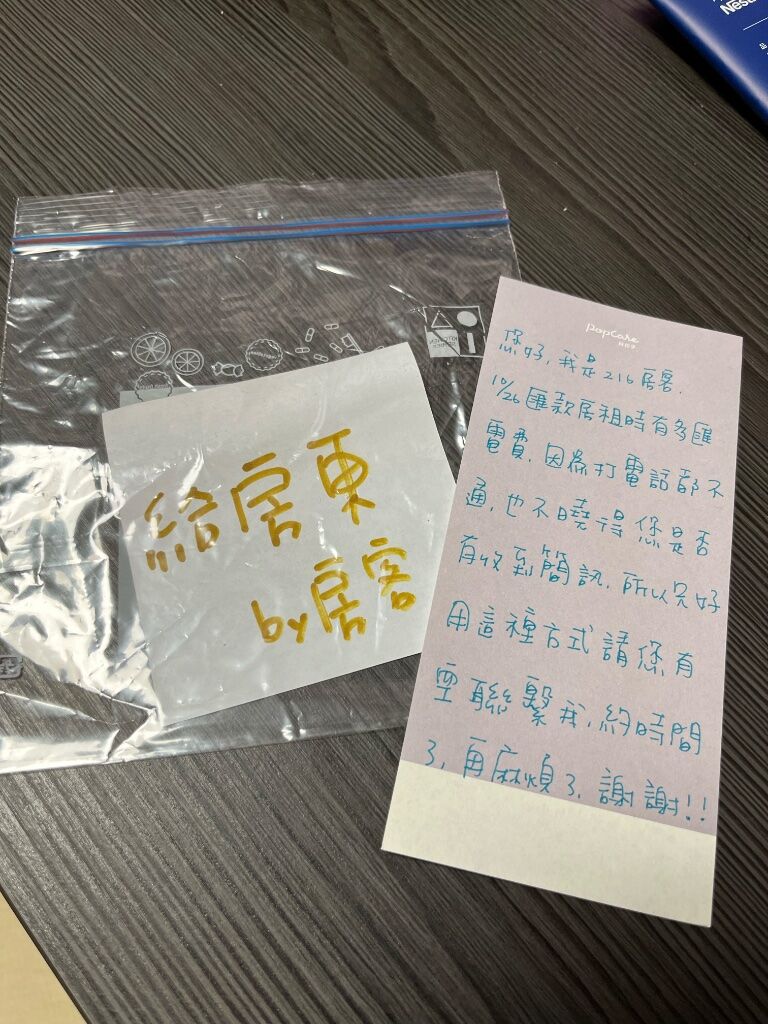 Nest
給房東
by房客
PopCare
您好,我是216房客.
10/26匯款房租時有多匯
電費.因為打電話都不
通,也不曉得您是否
有收到簡訊.所以只好
用這種方式請您有
空聯繫我,約時間
了,再麻煩了.謝謝!!